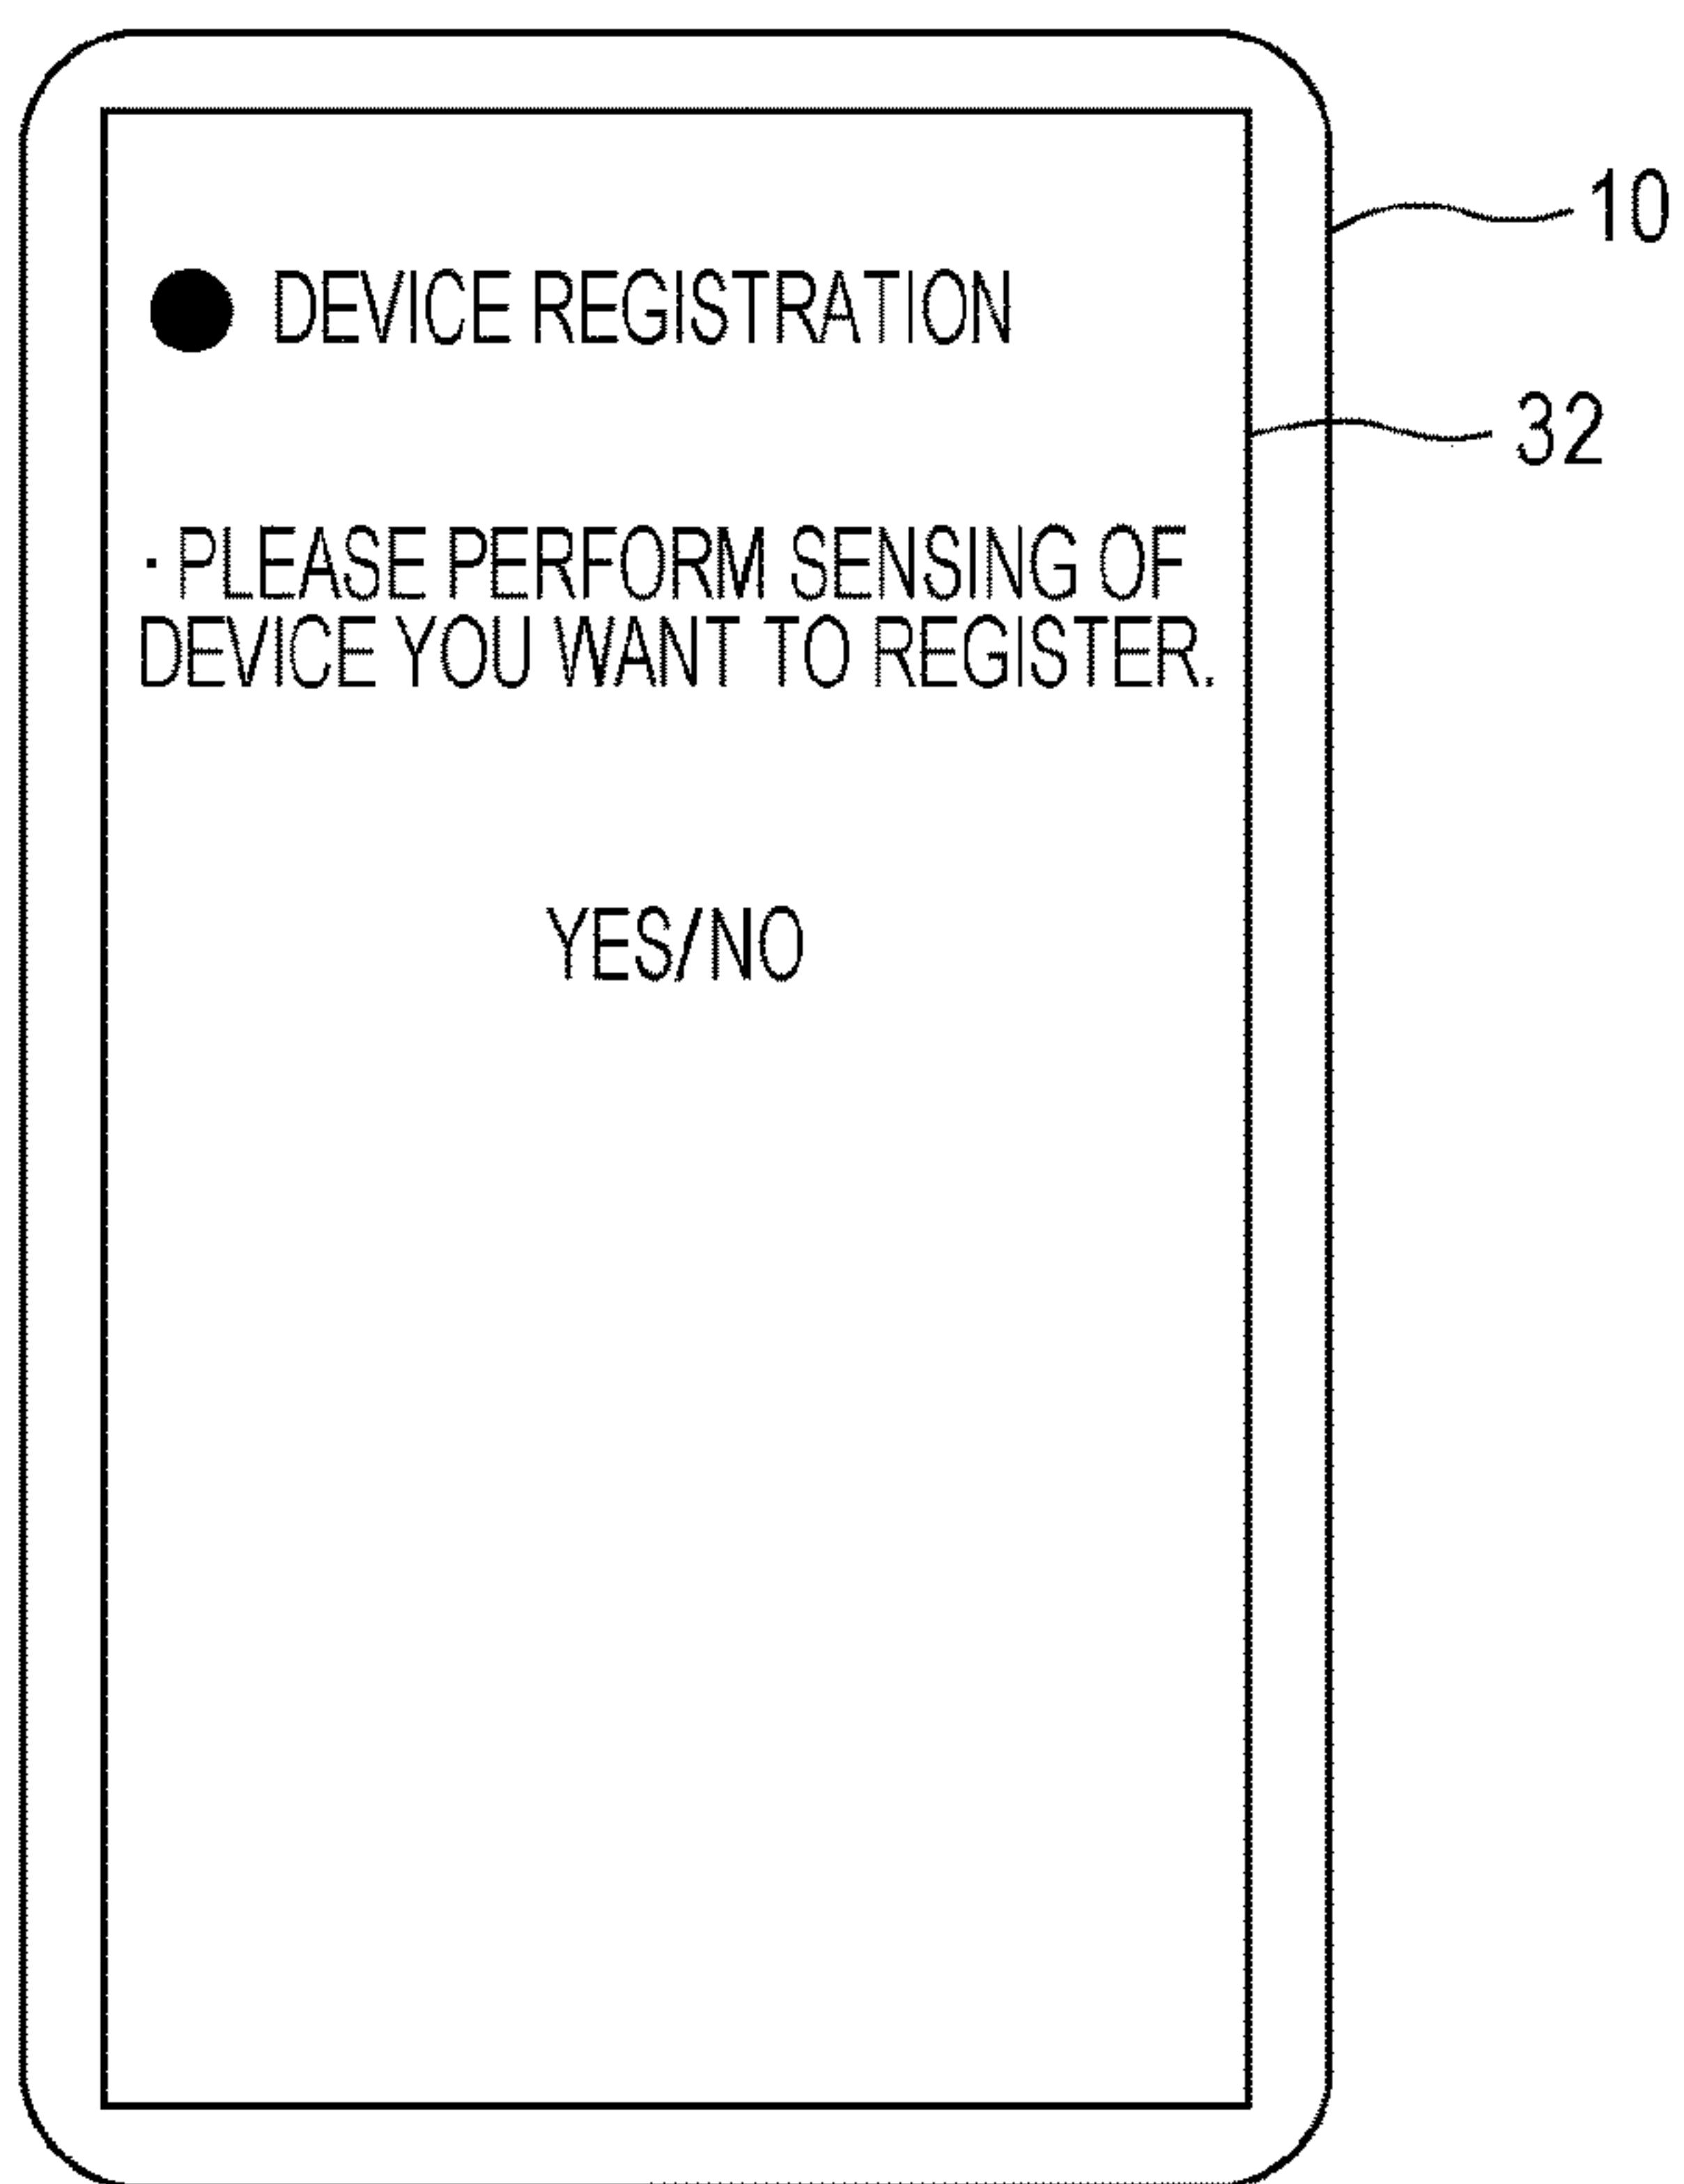 ● DEVICE REGISTRATION
10
32
· PLEASE PERFORM SENSING OF
DEVICE YOU WANT TO REGISTER.
YES/NO